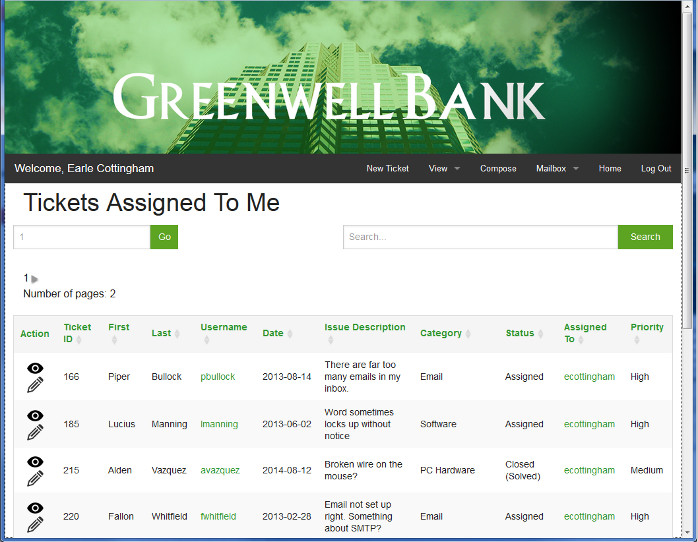 GREENWELL BANK
Welcome, Earle Cottingham New Ticket View Compose Mailbox Home Log Out
Tickets Assigned To Me
1 Go Search... Search
1
Number of pages: 2
Action Ticket ID First Last Username Date Issue Description Category Status Assigned To Priority
166 Piper Bullock pbullock 2013-08-14 There are far too many emails in my inbox. Email Assigned ecottingham High
185 Lucius Manning lmanning 2013-06-02 Word sometimes locks up without notice Software Assigned ecottingham High
215 Aiden Vazquez avazquez 2014-08-12 Broken wire on the mouse? PC Hardware Closed (Solved) ecottingham Medium
220 Fallon Whitfield fwhitfield 2013-02-28 Email not set up right. Something about SMTP? Email Assigned ecottingham High